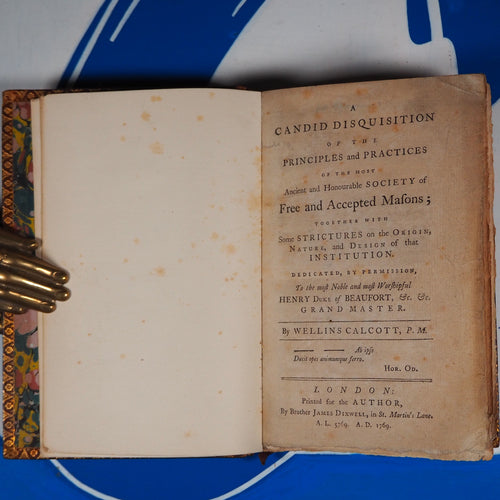 A
CANDID DISQUISITION
OF THE
PRINCIPLES and PRACTICES
OF THE MOST
Ancient and Honourable SOCIETY of
Free and Accepted Maſons;
TOGETHER WITH
Some STRICTURES on the ORIGIN,
NATURE, and DESIGN of that
INSTITUTION.
DEDICATED, BY PERMISSION,
To the moſt Noble and moſt Worſhipful
HENRY DUKE of BEAUFORT, &c. &c.
GRAND MASTER.
By WELLINS CALCOTT, P. M.
—— —— Ab ipſo
Ducit opes animumque ferro.
HOR. OD.
LONDON:
Printed for the AUTHOR,
By Brother JAMES DIXWELL, in St. Martin's Lane.
A. L. 5769. A. D. 1769.